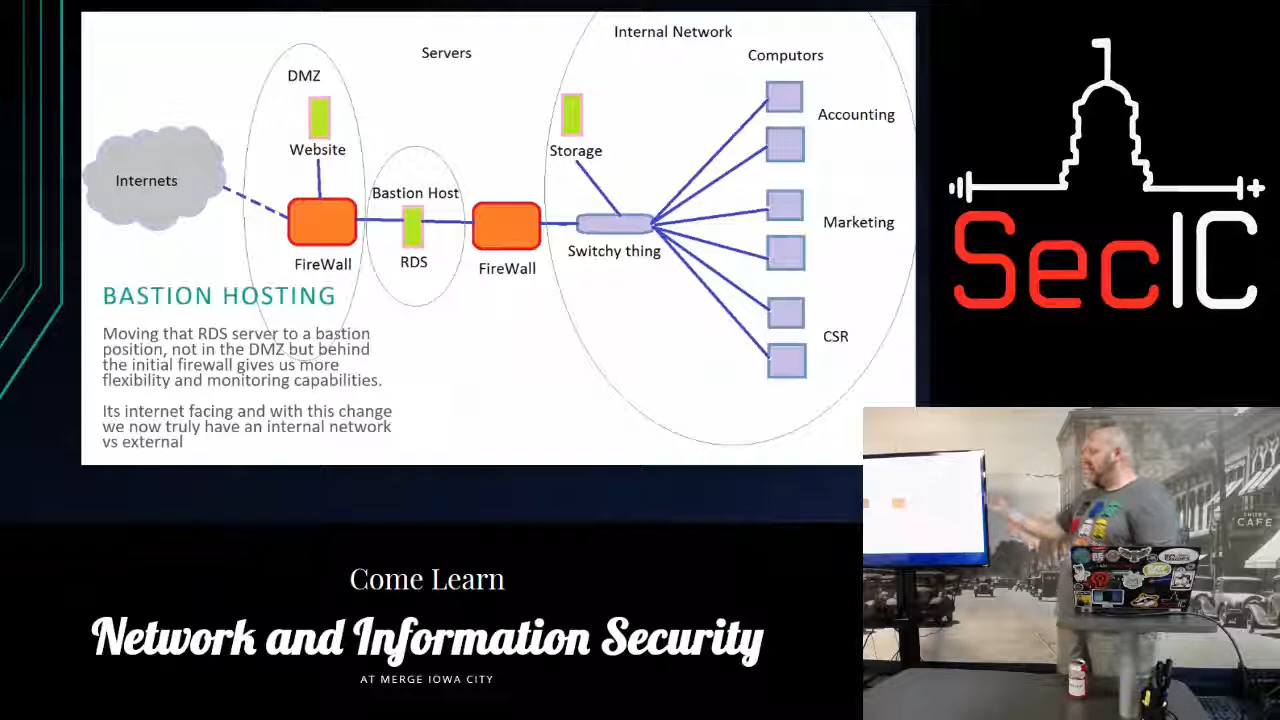 Internal Network
Servers
Computors
DMZ
Accounting
Website
Storage
Internets
Bastion Host
Marketing
Switchy thing
FireWall
RDS
FireWall
CSR
BASTION HOSTING
Moving that RDS server to a bastion
position, not in the DMZ but behind
the initial firewall gives us more
flexibility and monitoring capabilities.
Its internet facing and with this change
we now truly have an internal network
vs external
SecIC
CAFE
Come Learn
Network and Information Security
AT MERGE IOWA CITY